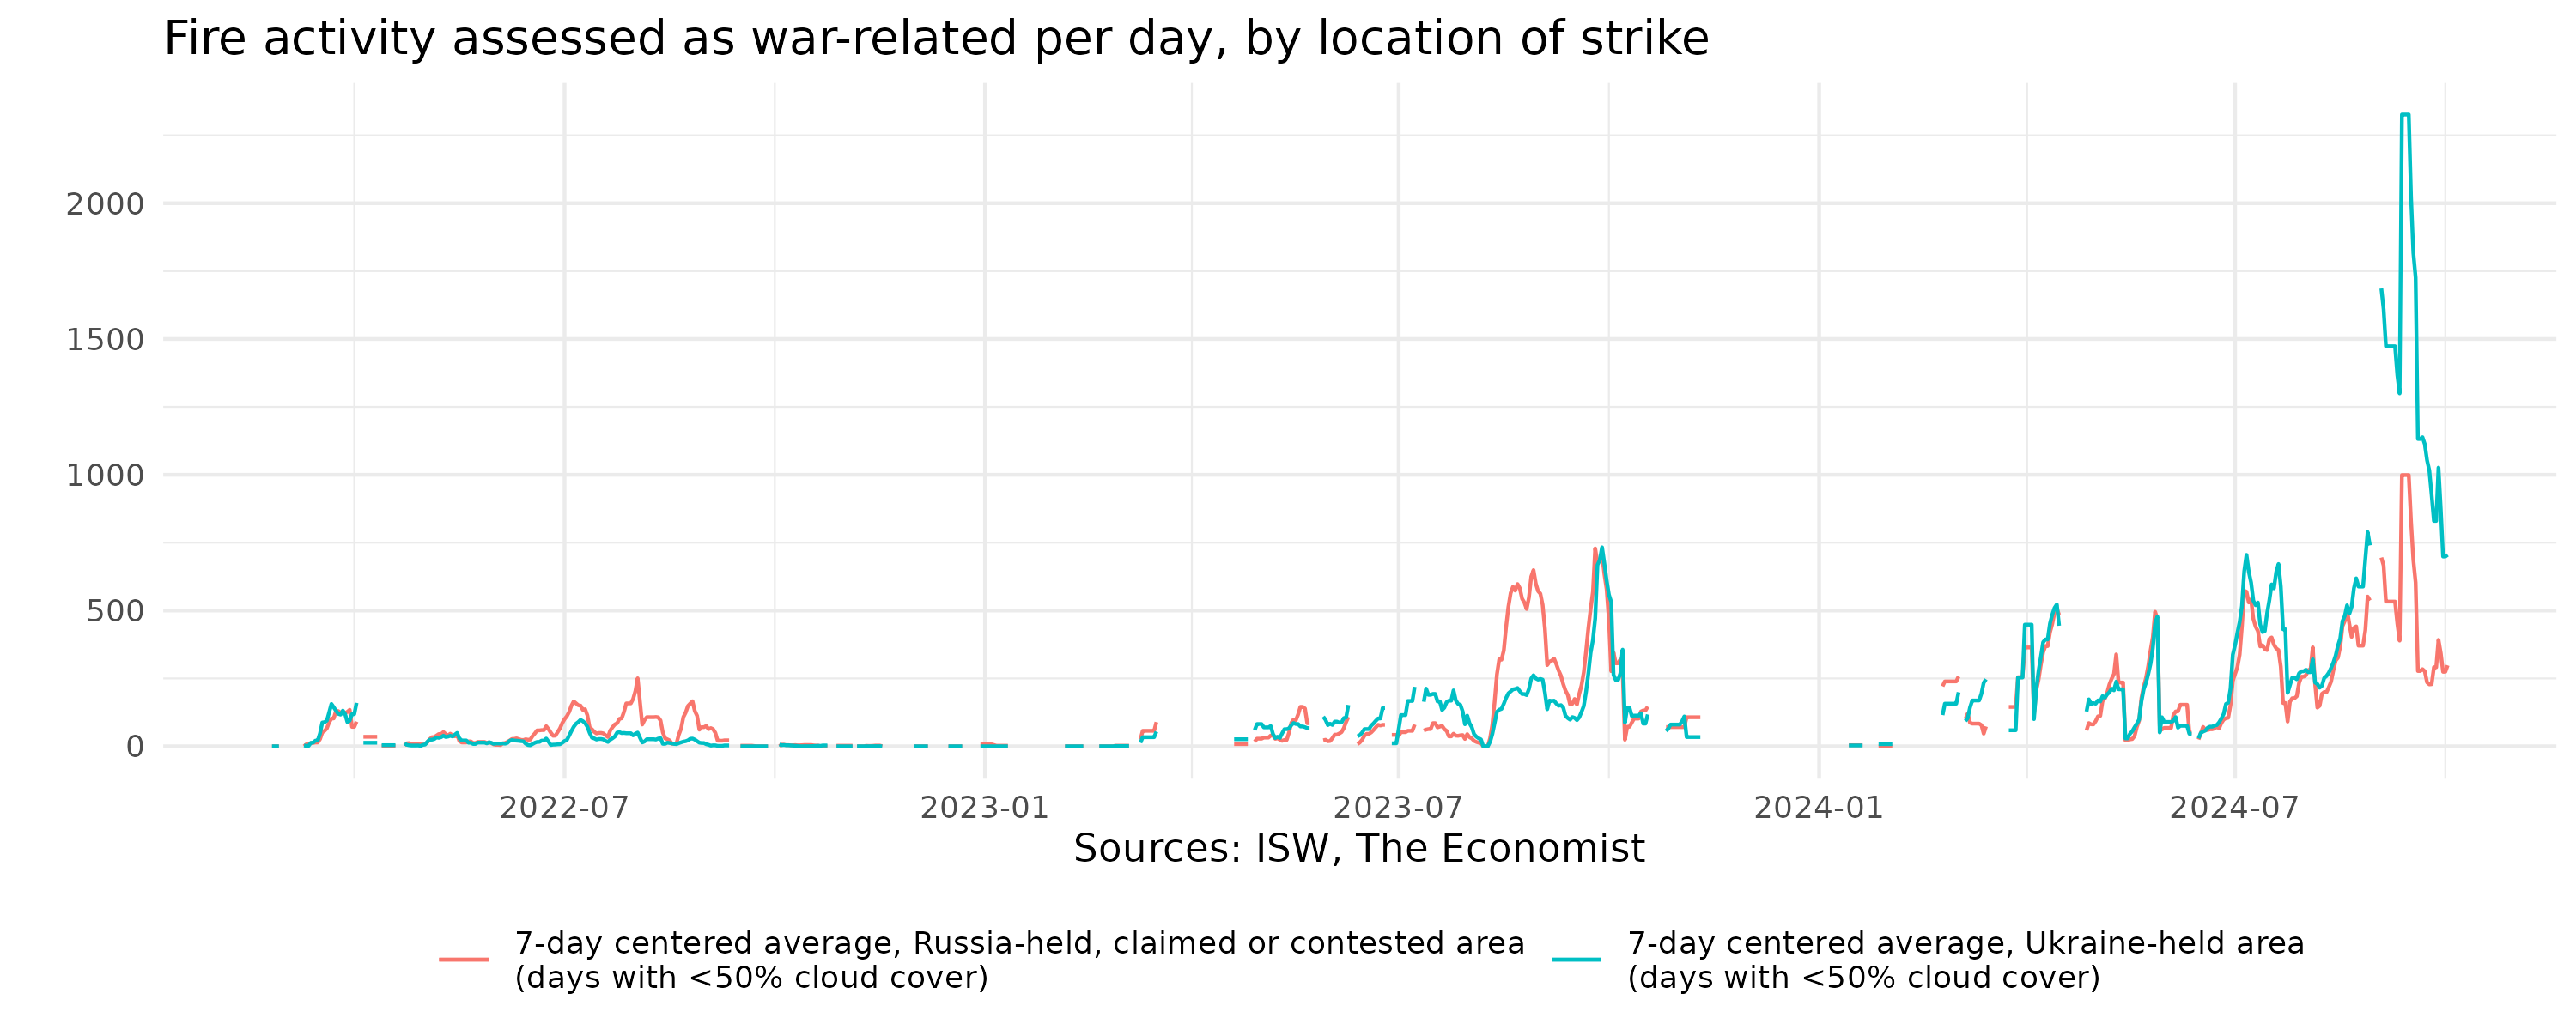 Fire activity assessed as war-related per day, by location of strike
2000
1500
1000
500
0
2022-07
2023-01
2023-07
2024-01
2024-07
Sources: ISW, The Economist
7-day centered average, Russia-held, claimed or contested area
(days with <50% cloud cover)
7-day centered average, Ukraine-held area
(days with <50% cloud cover)